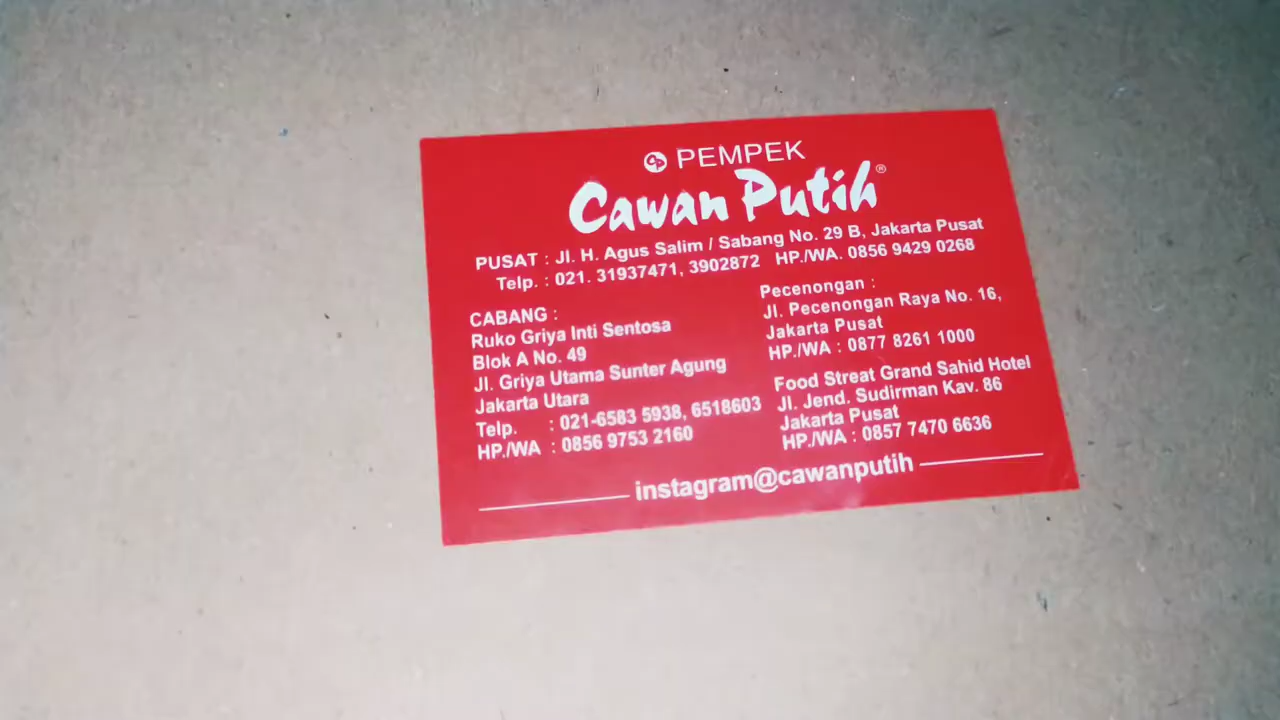 CP PEMPEK
Cawan Putih®
PUSAT : Jl. H. Agus Salim / Sabang No. 29 B, Jakarta Pusat
Telp. : 021. 31937471, 3902872 HP./WA. 0856 9429 0268
CABANG :
Ruko Griya Inti Sentosa
Blok A No. 49
Jl. Griya Utama Sunter Agung
Jakarta Utara
Telp. : 021-6583 5938, 6518603
HP./WA : 0856 9753 2160
Pecenongan :
Jl. Pecenongan Raya No. 16,
Jakarta Pusat
HP./WA : 0877 8261 1000
Food Streat Grand Sahid Hotel
Jl. Jend. Sudirman Kav. 86
Jakarta Pusat
HP./WA : 0857 7470 6636
instagram@cawanputih